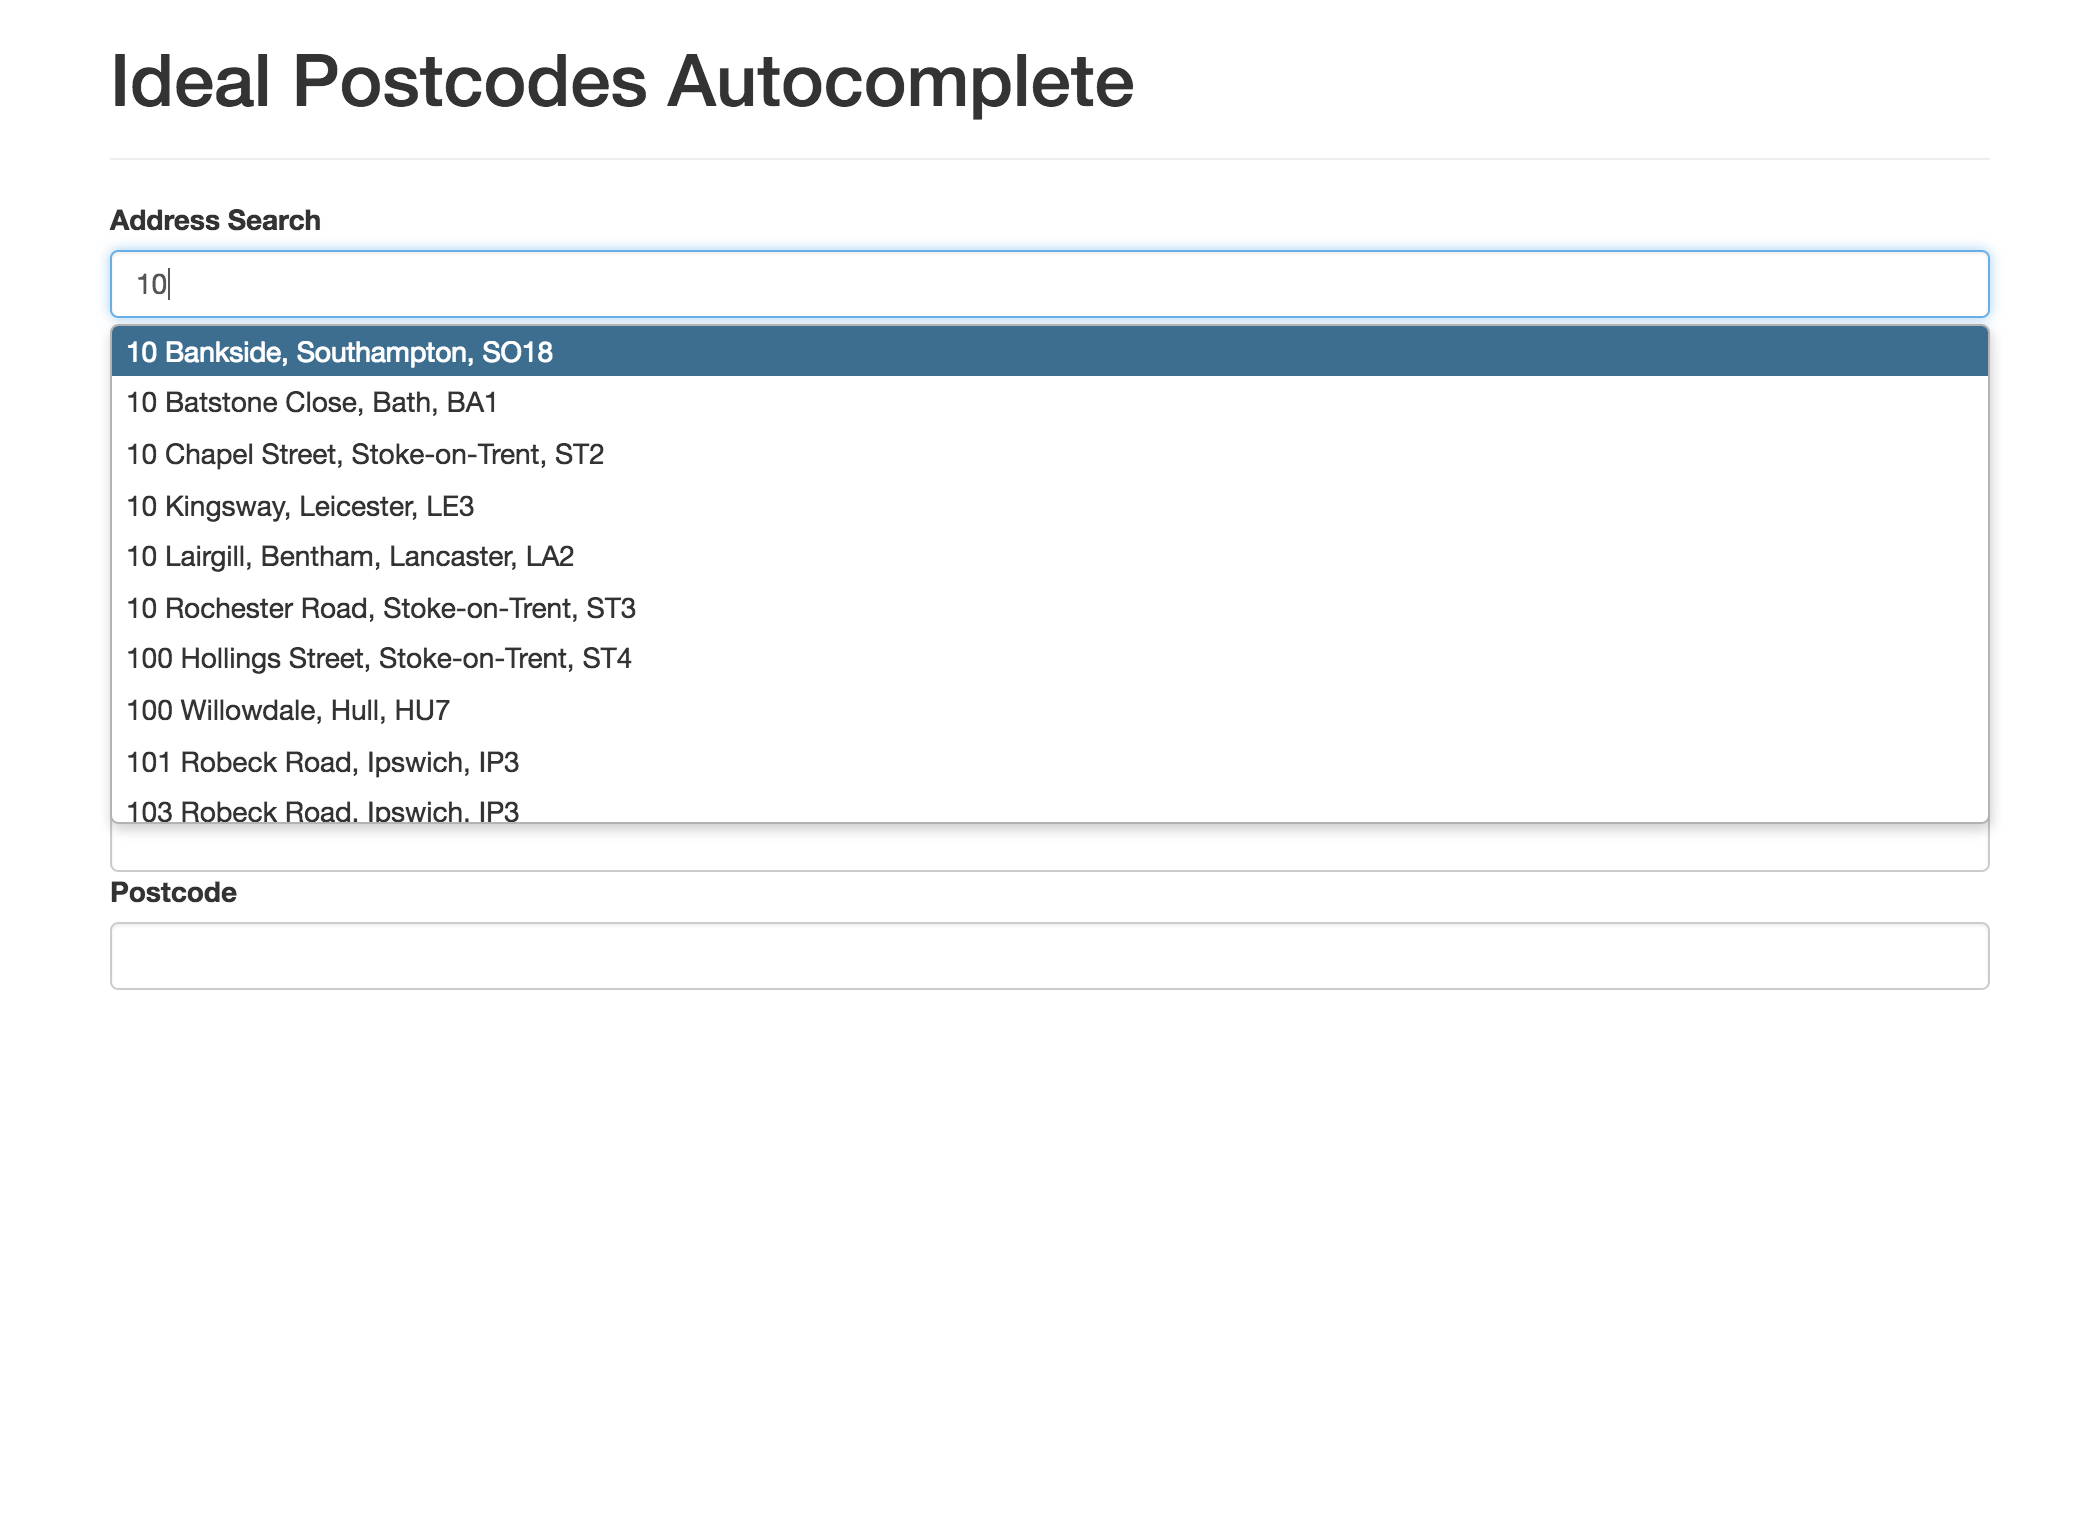 Ideal Postcodes Autocomplete
Address Search
10
10 Bankside, Southampton, SO18
10 Batstone Close, Bath, BA1
10 Chapel Street, Stoke-on-Trent, ST2
10 Kingsway, Leicester, LE3
10 Lairgill, Bentham, Lancaster, LA2
10 Rochester Road, Stoke-on-Trent, ST3
100 Hollings Street, Stoke-on-Trent, ST4
100 Willowdale, Hull, HU7
101 Robeck Road, Ipswich, IP3
103 Robeck Road, Ipswich, IP3
Postcode